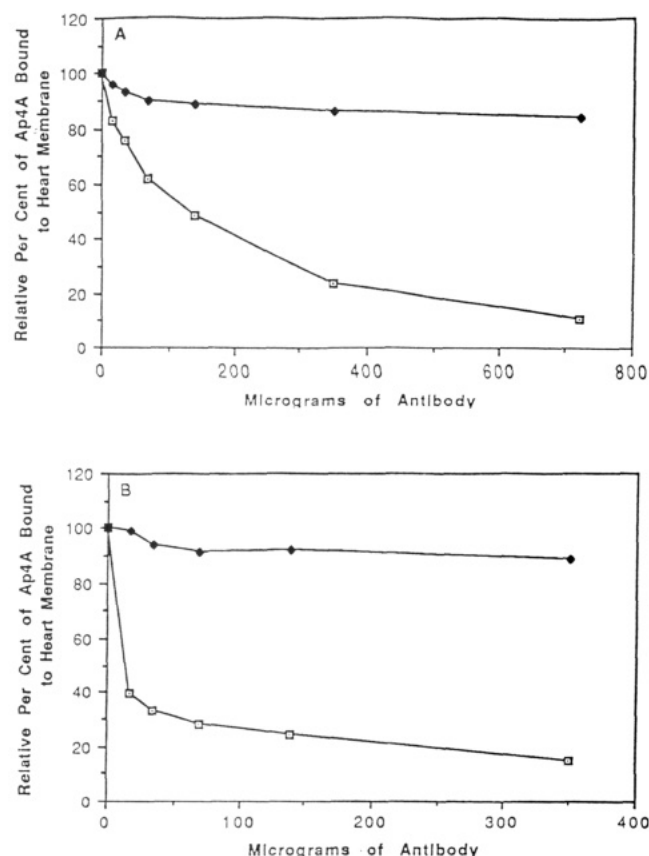 A
120
100
80
60
40
20
0
Relative Per Cent of Ap4A Bound
to Heart Membrane
0 200 400 600 800
Micrograms of Antibody
B
120
100
80
60
40
20
0
Relative Per Cent of Ap4A Bound
to Heart Membrane
0 100 200 300 400
Micrograms of Antibody